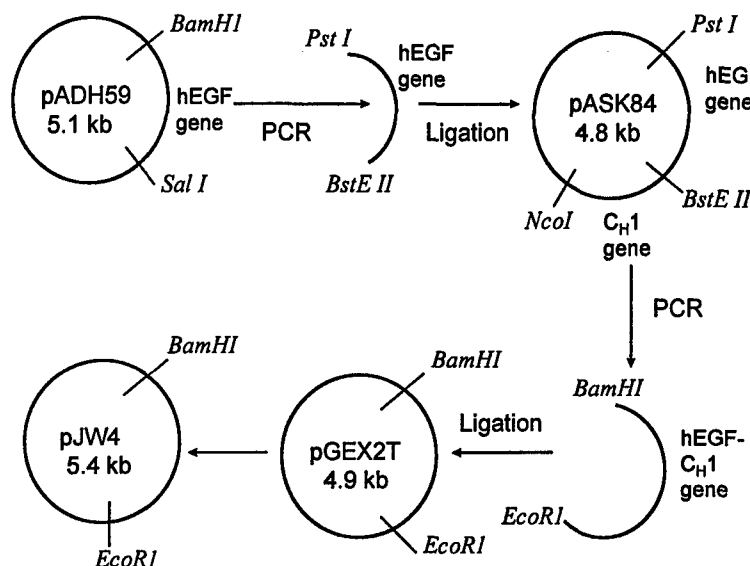 BamH1
pADH59
5.1 kb
hEGF
gene
Sal I
PCR
Pst I
hEGF
gene
BstE II
Ligation
Pst I
pASK84
4.8 kb
hEG
gene
NcoI
BstE II
CH1
gene
PCR
BamHI
hEGF-
CH1
gene
EcoR1
Ligation
BamHI
pGEX2T
4.9 kb
EcoR1
BamHI
pJW4
5.4 kb
EcoR1